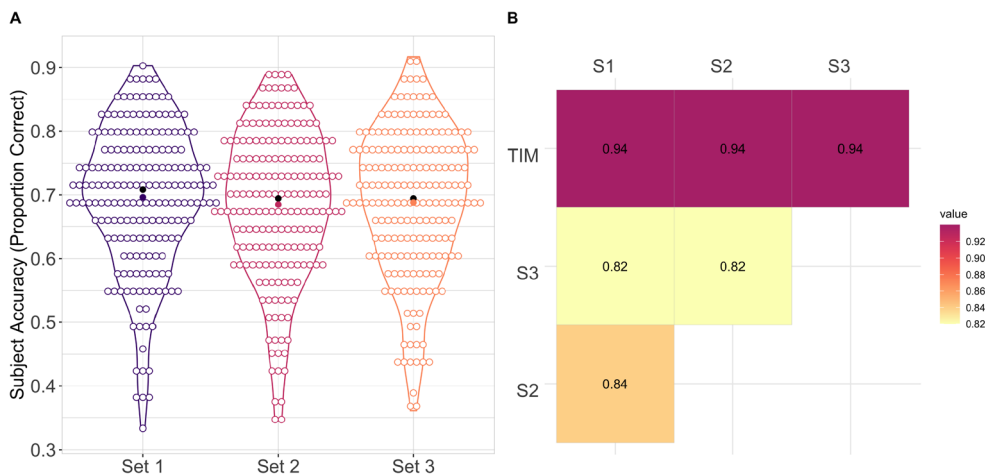 A
Subject Accuracy (Proportion Correct)
0.9
0.8
0.7
0.6
0.5
0.4
0.3
Set 1 Set 2 Set 3
B
S1 S2 S3
TIM 0.94 0.94 0.94
S3 0.82 0.82
S2 0.84
value
0.92
0.90
0.88
0.86
0.84
0.82